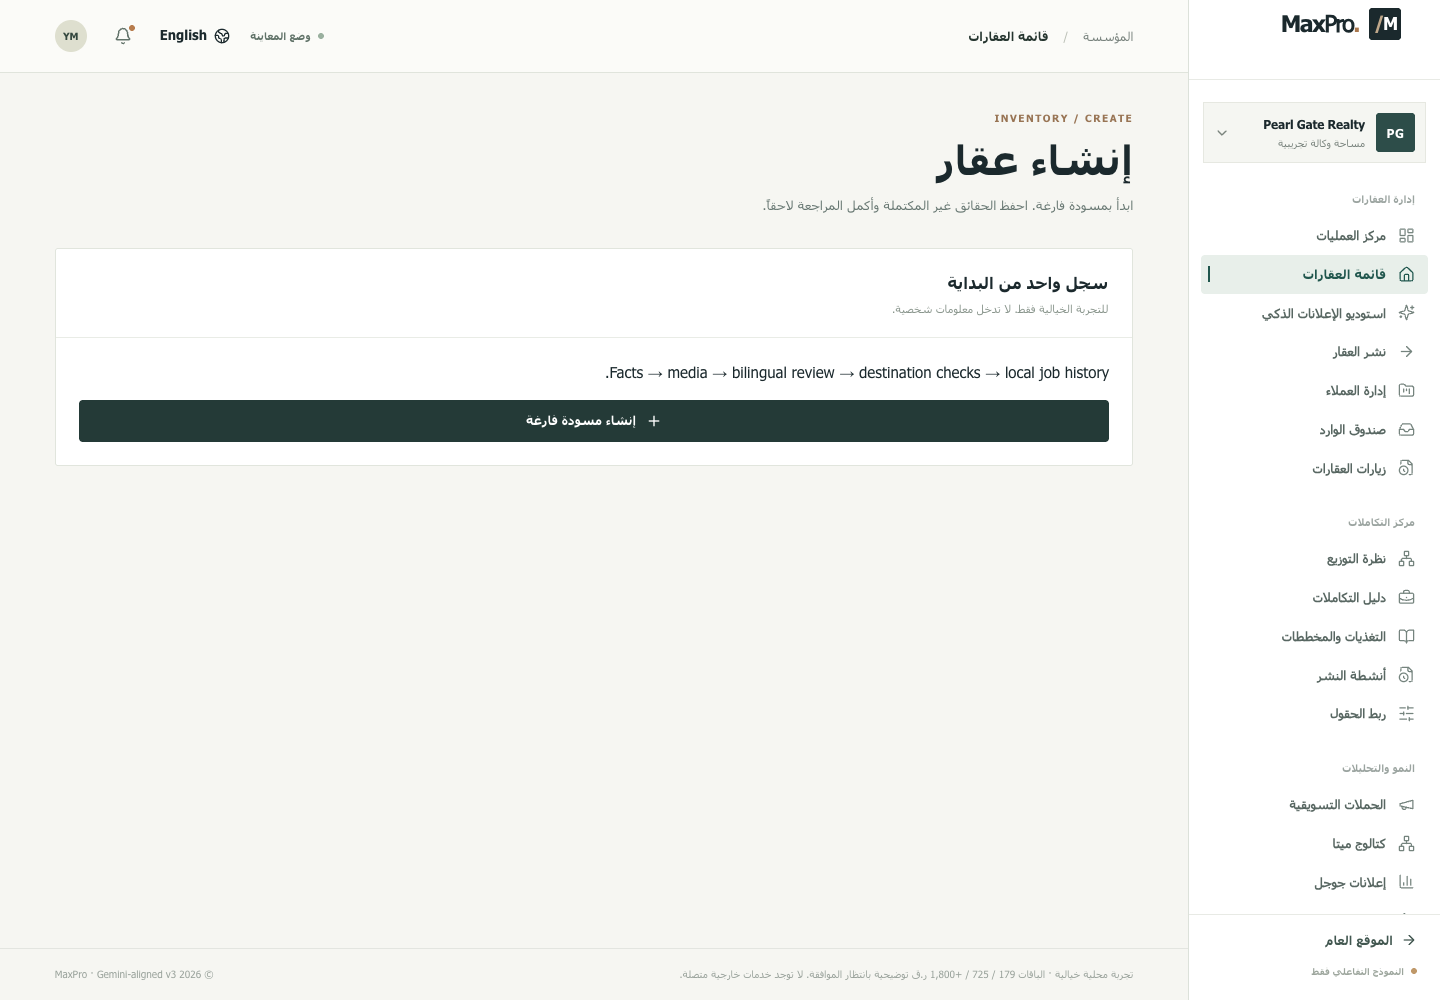 MaxPro.
/M
PG
Pearl Gate Realty
مساحة وكالة تجريبية
إدارة العقارات
مركز العمليات
قائمة العقارات
استوديو الإعلانات الذكي
نشر العقار
إدارة العملاء
صندوق الوارد
زيارات العقارات
مركز التكاملات
نظرة التوزيع
دليل التكاملات
التغذيات والمخططات
أنشطة النشر
ربط الحقول
النمو والتحليلات
الحملات التسويقية
كتالوج ميتا
إعلانات جوجل
الموقع العام
النموذج التفاعلي فقط
المؤسسة / قائمة العقارات
وضع المعاينة
English
YM
INVENTORY / CREATE
إنشاء عقار
ابدأ بمسودة فارغة. احفظ الحقائق غير المكتملة وأكمل المراجعة لاحقاً.
سجل واحد من البداية
للتجربة الخيالية فقط. لا تدخل معلومات شخصية.
Facts → media → bilingual review → destination checks → local job history.
إنشاء مسودة فارغة
تجربة محلية خيالية · الباقات 179 / 725 / 1,800+ ر.ق توضيحية بانتظار الموافقة. لا توجد خدمات خارجية متصلة.
MaxPro · Gemini-aligned v3 2026 ©